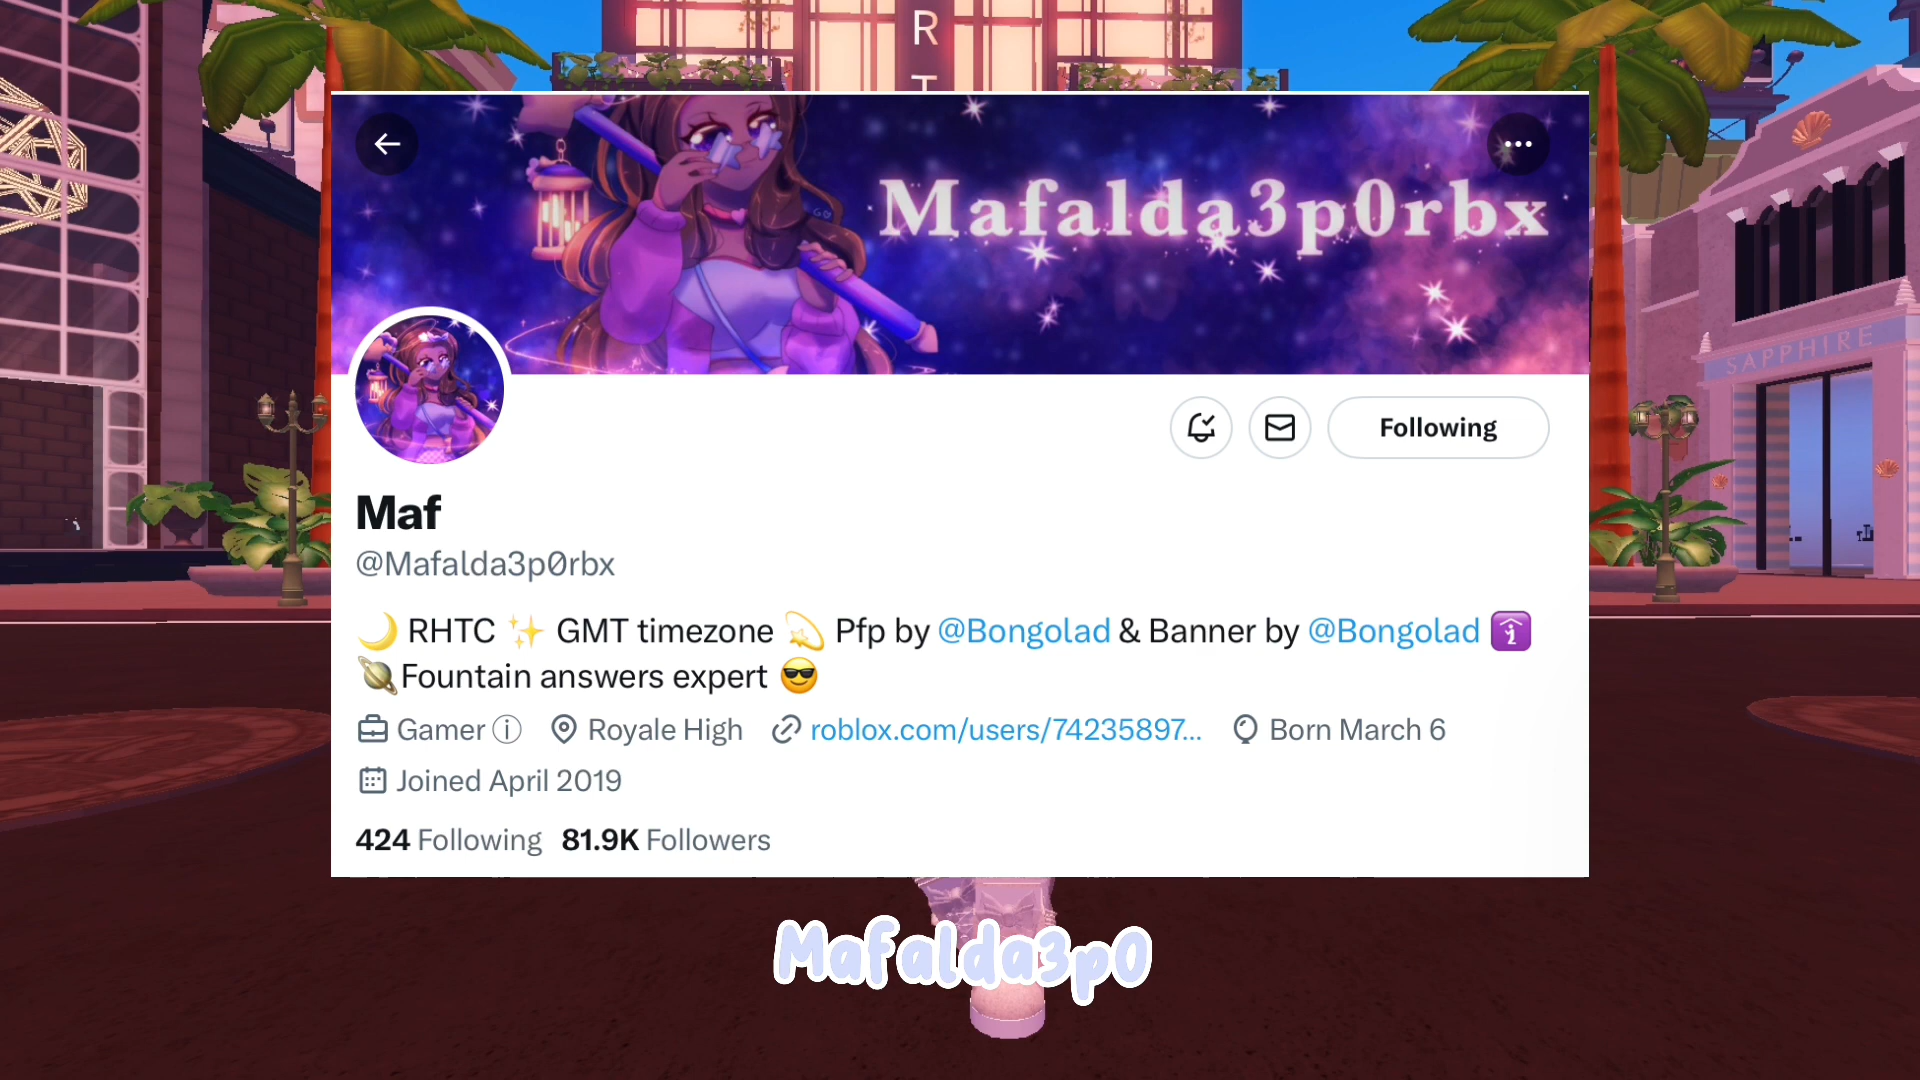 R
T
Mafalda3p0rbx
Following
SAPPHIRE
Maf
@Mafalda3p0rbx
🌙 RHTC ✨ GMT timezone 💫 Pfp by @Bongolad & Banner by @Bongolad 🛐
🪐Fountain answers expert 😎
Gamer Royale High roblox.com/users/74235897... Born March 6
Joined April 2019
424 Following 81.9K Followers
Mafalda3p0